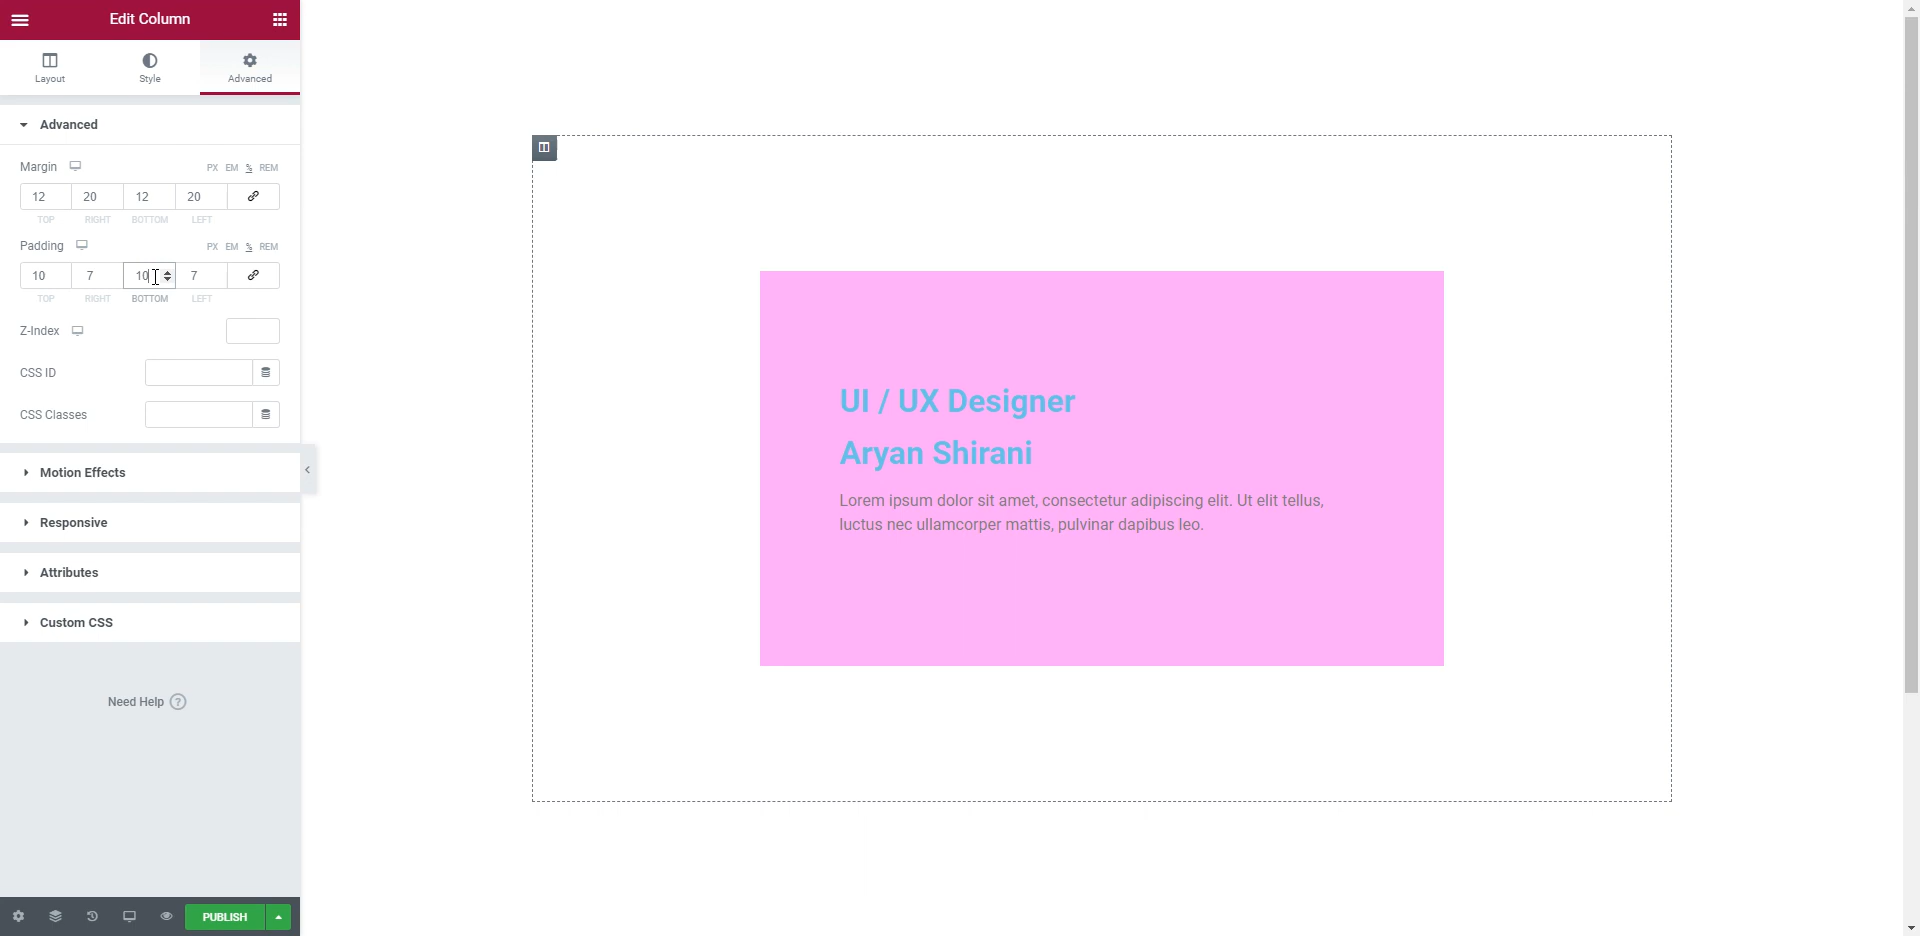 Edit Column
Layout Style Advanced
Advanced
Margin PX EM % REM
12 20 12 20
TOP RIGHT BOTTOM LEFT
Padding PX EM % REM
10 7 10 7
TOP RIGHT BOTTOM LEFT
Z-Index
CSS ID
CSS Classes
Motion Effects
Responsive
Attributes
Custom CSS
Need Help ?
PUBLISH
UI / UX Designer
Aryan Shirani
Lorem ipsum dolor sit amet, consectetur adipiscing elit. Ut elit tellus,
luctus nec ullamcorper mattis, pulvinar dapibus leo.